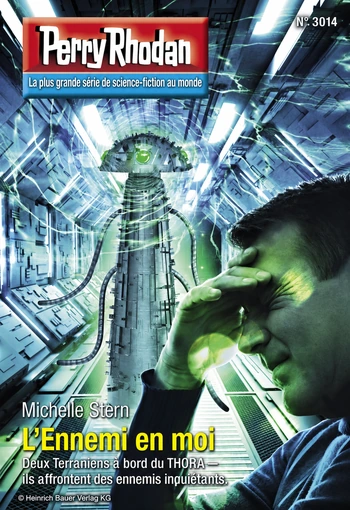 N° 3014
Perry Rhodan
La plus grande série de science-fiction au monde
Michelle Stern
L'Ennemi en moi
Deux Terraniens à bord du THORA —
ils affrontent des ennemis inquiétants.
© Heinrich Bauer Verlag KG